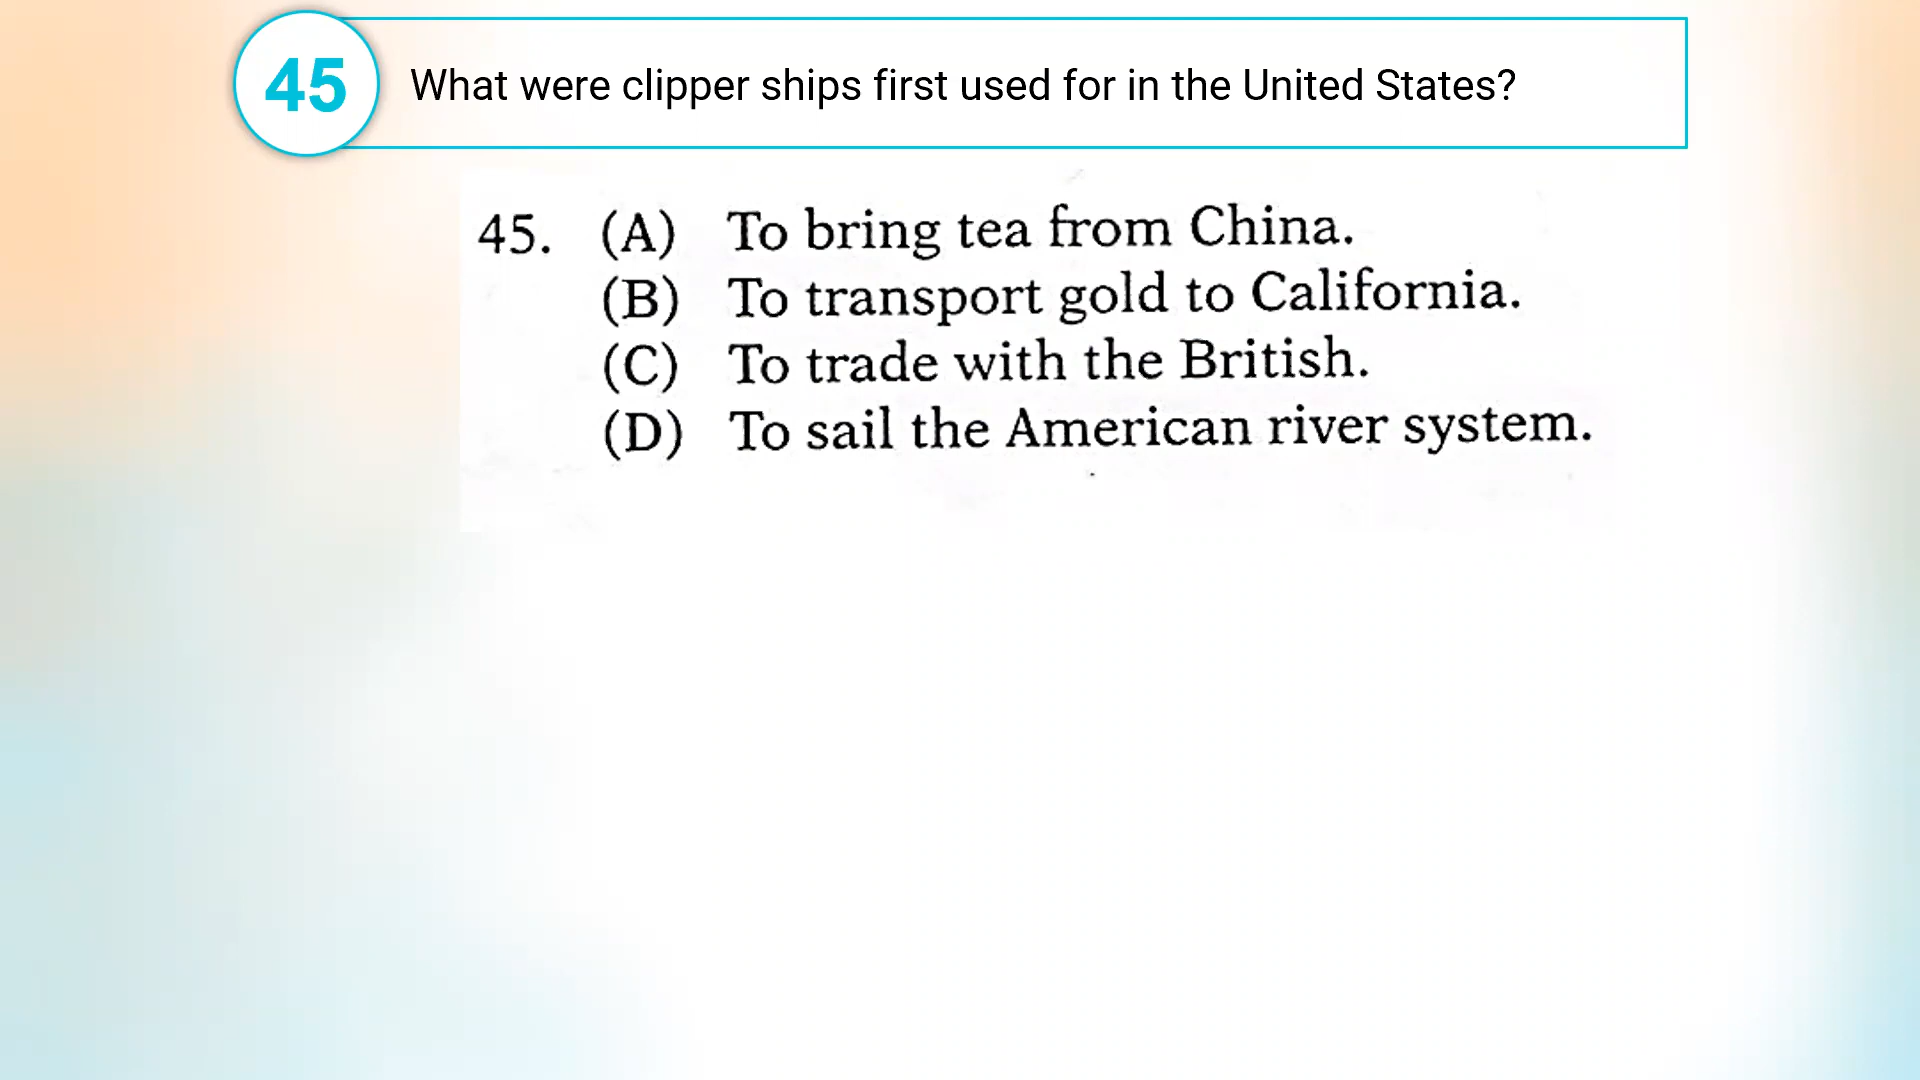 45 What were clipper ships first used for in the United States?
45. (A) To bring tea from China.
(B) To transport gold to California.
(C) To trade with the British.
(D) To sail the American river system.